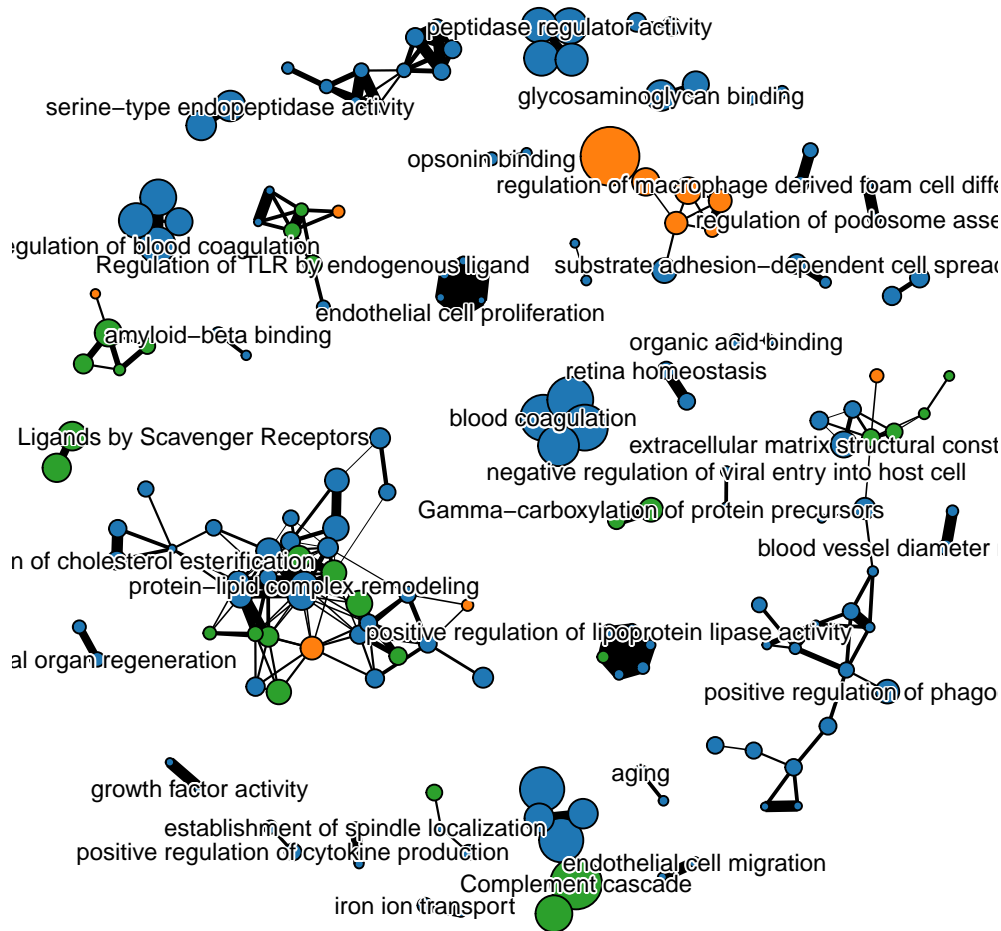 peptidase regulator activity
glycosaminoglycan binding
serine−type endopeptidase activity
opsonin binding
regulation of macrophage derived foam cell diffe
regulation of podosome asse
egulation of blood coagulation
Regulation of TLR by endogenous ligand
substrate adhesion−dependent cell spread
endothelial cell proliferation
amyloid−beta binding
organic acid binding
retina homeostasis
blood coagulation
Ligands by Scavenger Receptors
extracellular matrix structural const
negative regulation of viral entry into host cell
Gamma−carboxylation of protein precursors
blood vessel diameter
n of cholesterol esterification
protein−lipid complex remodeling
positive regulation of lipoprotein lipase activity
al organ regeneration
positive regulation of phago
aging
growth factor activity
establishment of spindle localization
positive regulation of cytokine production
endothelial cell migration
Complement cascade
iron ion transport